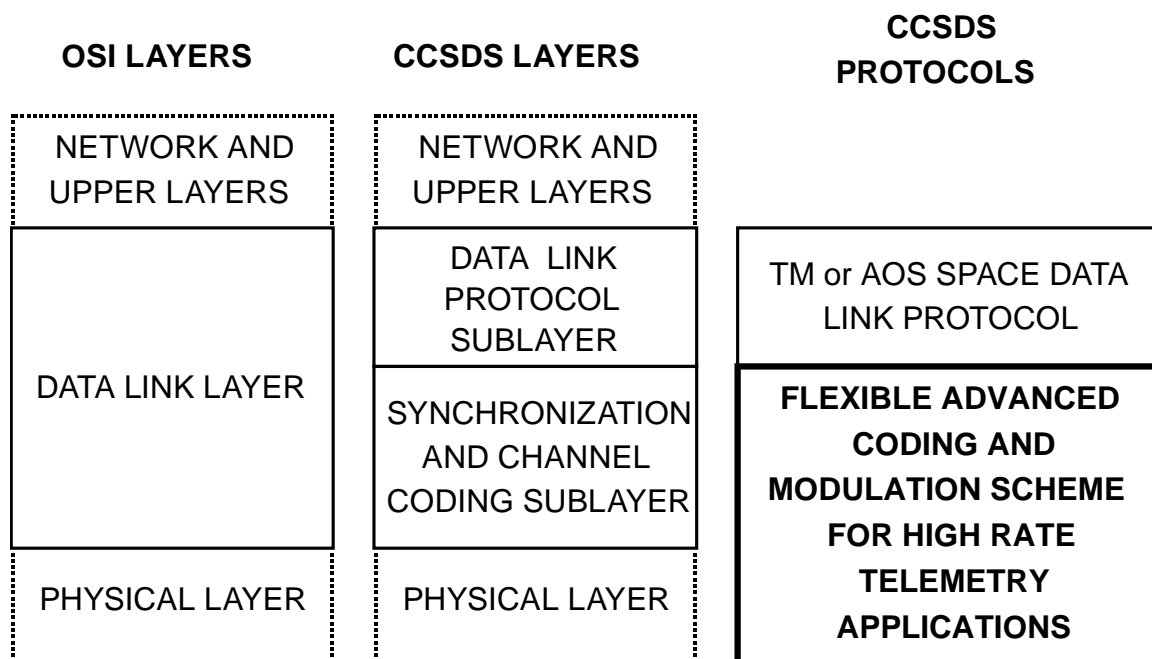 OSI LAYERS
CCSDS LAYERS
CCSDS
PROTOCOLS
NETWORK AND
UPPER LAYERS
NETWORK AND
UPPER LAYERS
DATA LINK LAYER
DATA LINK
PROTOCOL
SUBLAYER
TM or AOS SPACE DATA
LINK PROTOCOL
SYNCHRONIZATION
AND CHANNEL
CODING SUBLAYER
FLEXIBLE ADVANCED
CODING AND
MODULATION SCHEME
FOR HIGH RATE
TELEMETRY
APPLICATIONS
PHYSICAL LAYER
PHYSICAL LAYER